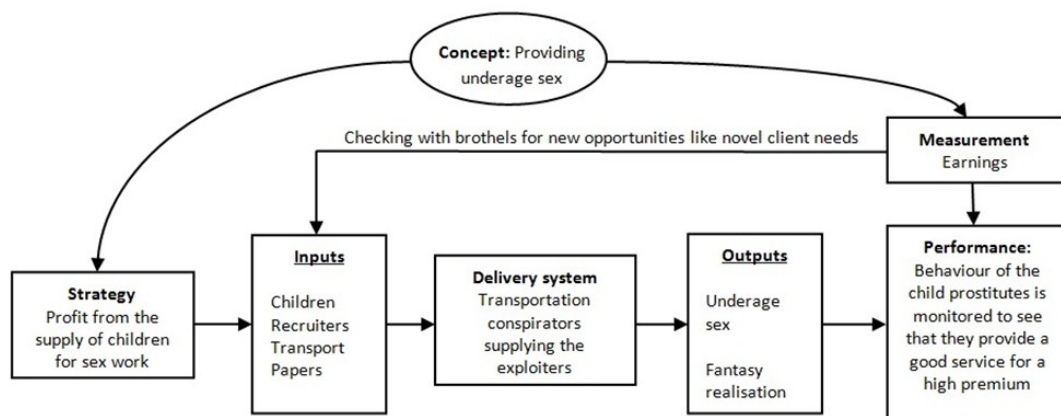 Concept: Providing
underage sex
Checking with brothels for new opportunities like novel client needs
Measurement
Earnings
Strategy
Profit from the
supply of children
for sex work
Inputs
Children
Recruiters
Transport
Papers
Delivery system
Transportation
conspirators
supplying the
exploiters
Outputs
Underage
sex
Fantasy
realisation
Performance:
Behaviour of the
child prostitutes is
monitored to see
that they provide a
good service for a
high premium